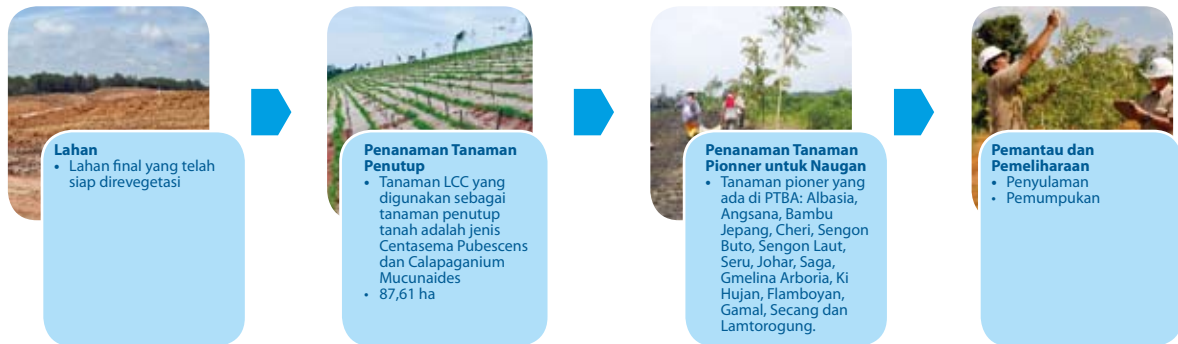 Lahan
• Lahan final yang telah
siap direvegetasi
Penanaman Tanaman
Penutup
• Tanaman LCC yang
digunakan sebagai
tanaman penutup
tanah adalah jenis
Centasema Pubescens
dan Calapaganium
Mucunaides
• 87,61 ha
Penanaman Tanaman
Pionner untuk Naugan
• Tanaman pioner yang
ada di PTBA: Albasia,
Angsana, Bambu
Jepang, Cheri, Sengon
Buto, Sengon Laut,
Seru, Johar, Saga,
Gmelina Arboria, Ki
Hujan, Flamboyan,
Gamal, Secang dan
Lamtorogung.
Pemantau dan
Pemeliharaan
• Penyulaman
• Pemumpukan